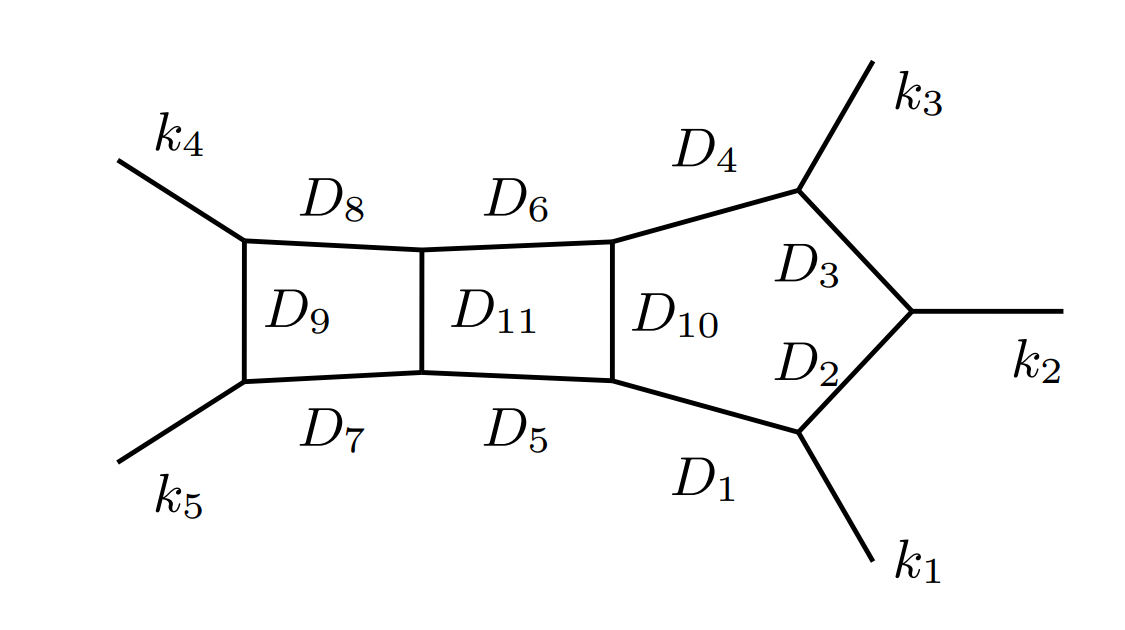 k₃
D₄
k₄
D₈ D₆
D₃
D₉ D₁₁ D₁₀
D₂
k₂
D₇ D₅
D₁
k₅
k₁